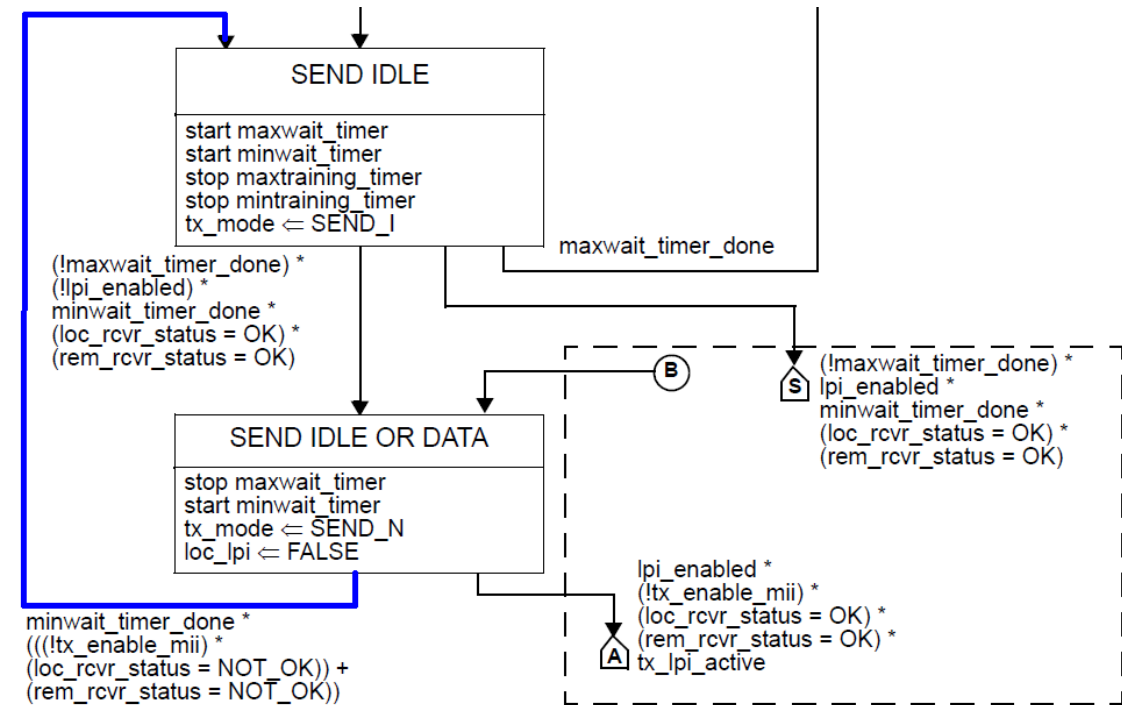 SEND IDLE
start maxwait_timer
start minwait_timer
stop maxtraining_timer
stop mintraining_timer
tx_mode ⇐ SEND_I
maxwait_timer_done
(!maxwait_timer_done) *
(!lpi_enabled) *
minwait_timer_done *
(loc_rcvr_status = OK) *
(rem_rcvr_status = OK)
B
S
(!maxwait_timer_done) *
lpi_enabled *
minwait_timer_done *
(loc_rcvr_status = OK) *
(rem_rcvr_status = OK)
SEND IDLE OR DATA
stop maxwait_timer
start minwait_timer
tx_mode ⇐ SEND_N
loc_lpi ⇐ FALSE
lpi_enabled *
(!tx_enable_mii) *
(loc_rcvr_status = OK) *
(rem_rcvr_status = OK) *
tx_lpi_active
A
minwait_timer_done *
(((!tx_enable_mii) *
(loc_rcvr_status = NOT_OK)) +
(rem_rcvr_status = NOT_OK))